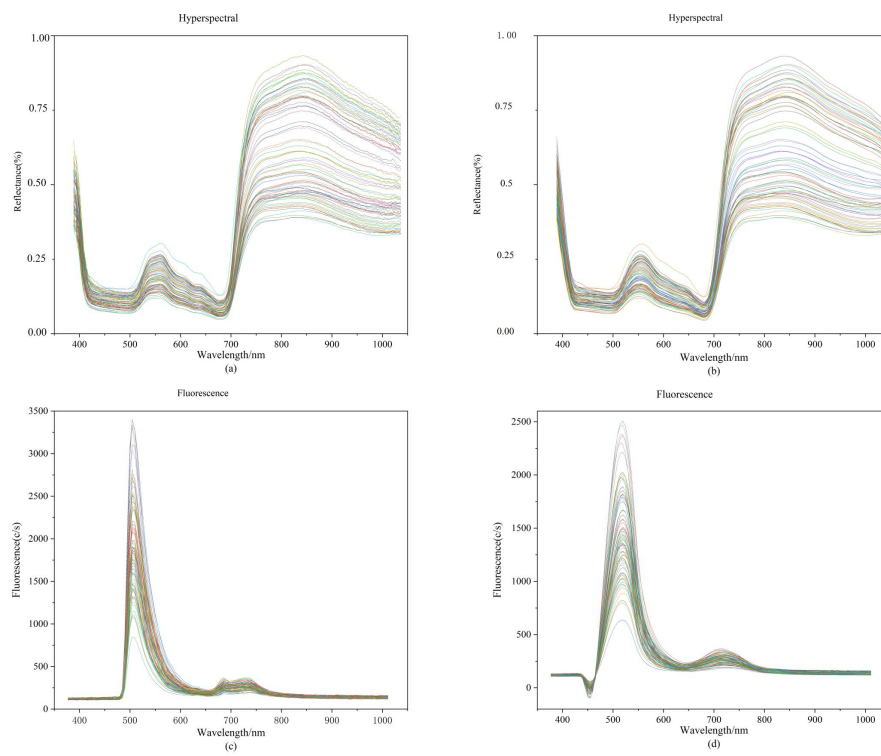 Hyperspectral
1.00
0.75
0.50
0.25
0.00
Reflectance(%)
400 500 600 700 800 900 1000
Wavelength/nm
(a)
Hyperspectral
1.00
0.75
0.50
0.25
0.00
Reflectance(%)
400 500 600 700 800 900 1000
Wavelength/nm
(b)
Fluorescence
3500
3000
2500
2000
1500
1000
500
0
Fluorescence(c/s)
400 500 600 700 800 900 1000
Wavelength/nm
(c)
Fluorescence
2500
2000
1500
1000
500
0
Fluorescence(c/s)
400 500 600 700 800 900 1000
Wavelength/nm
(d)